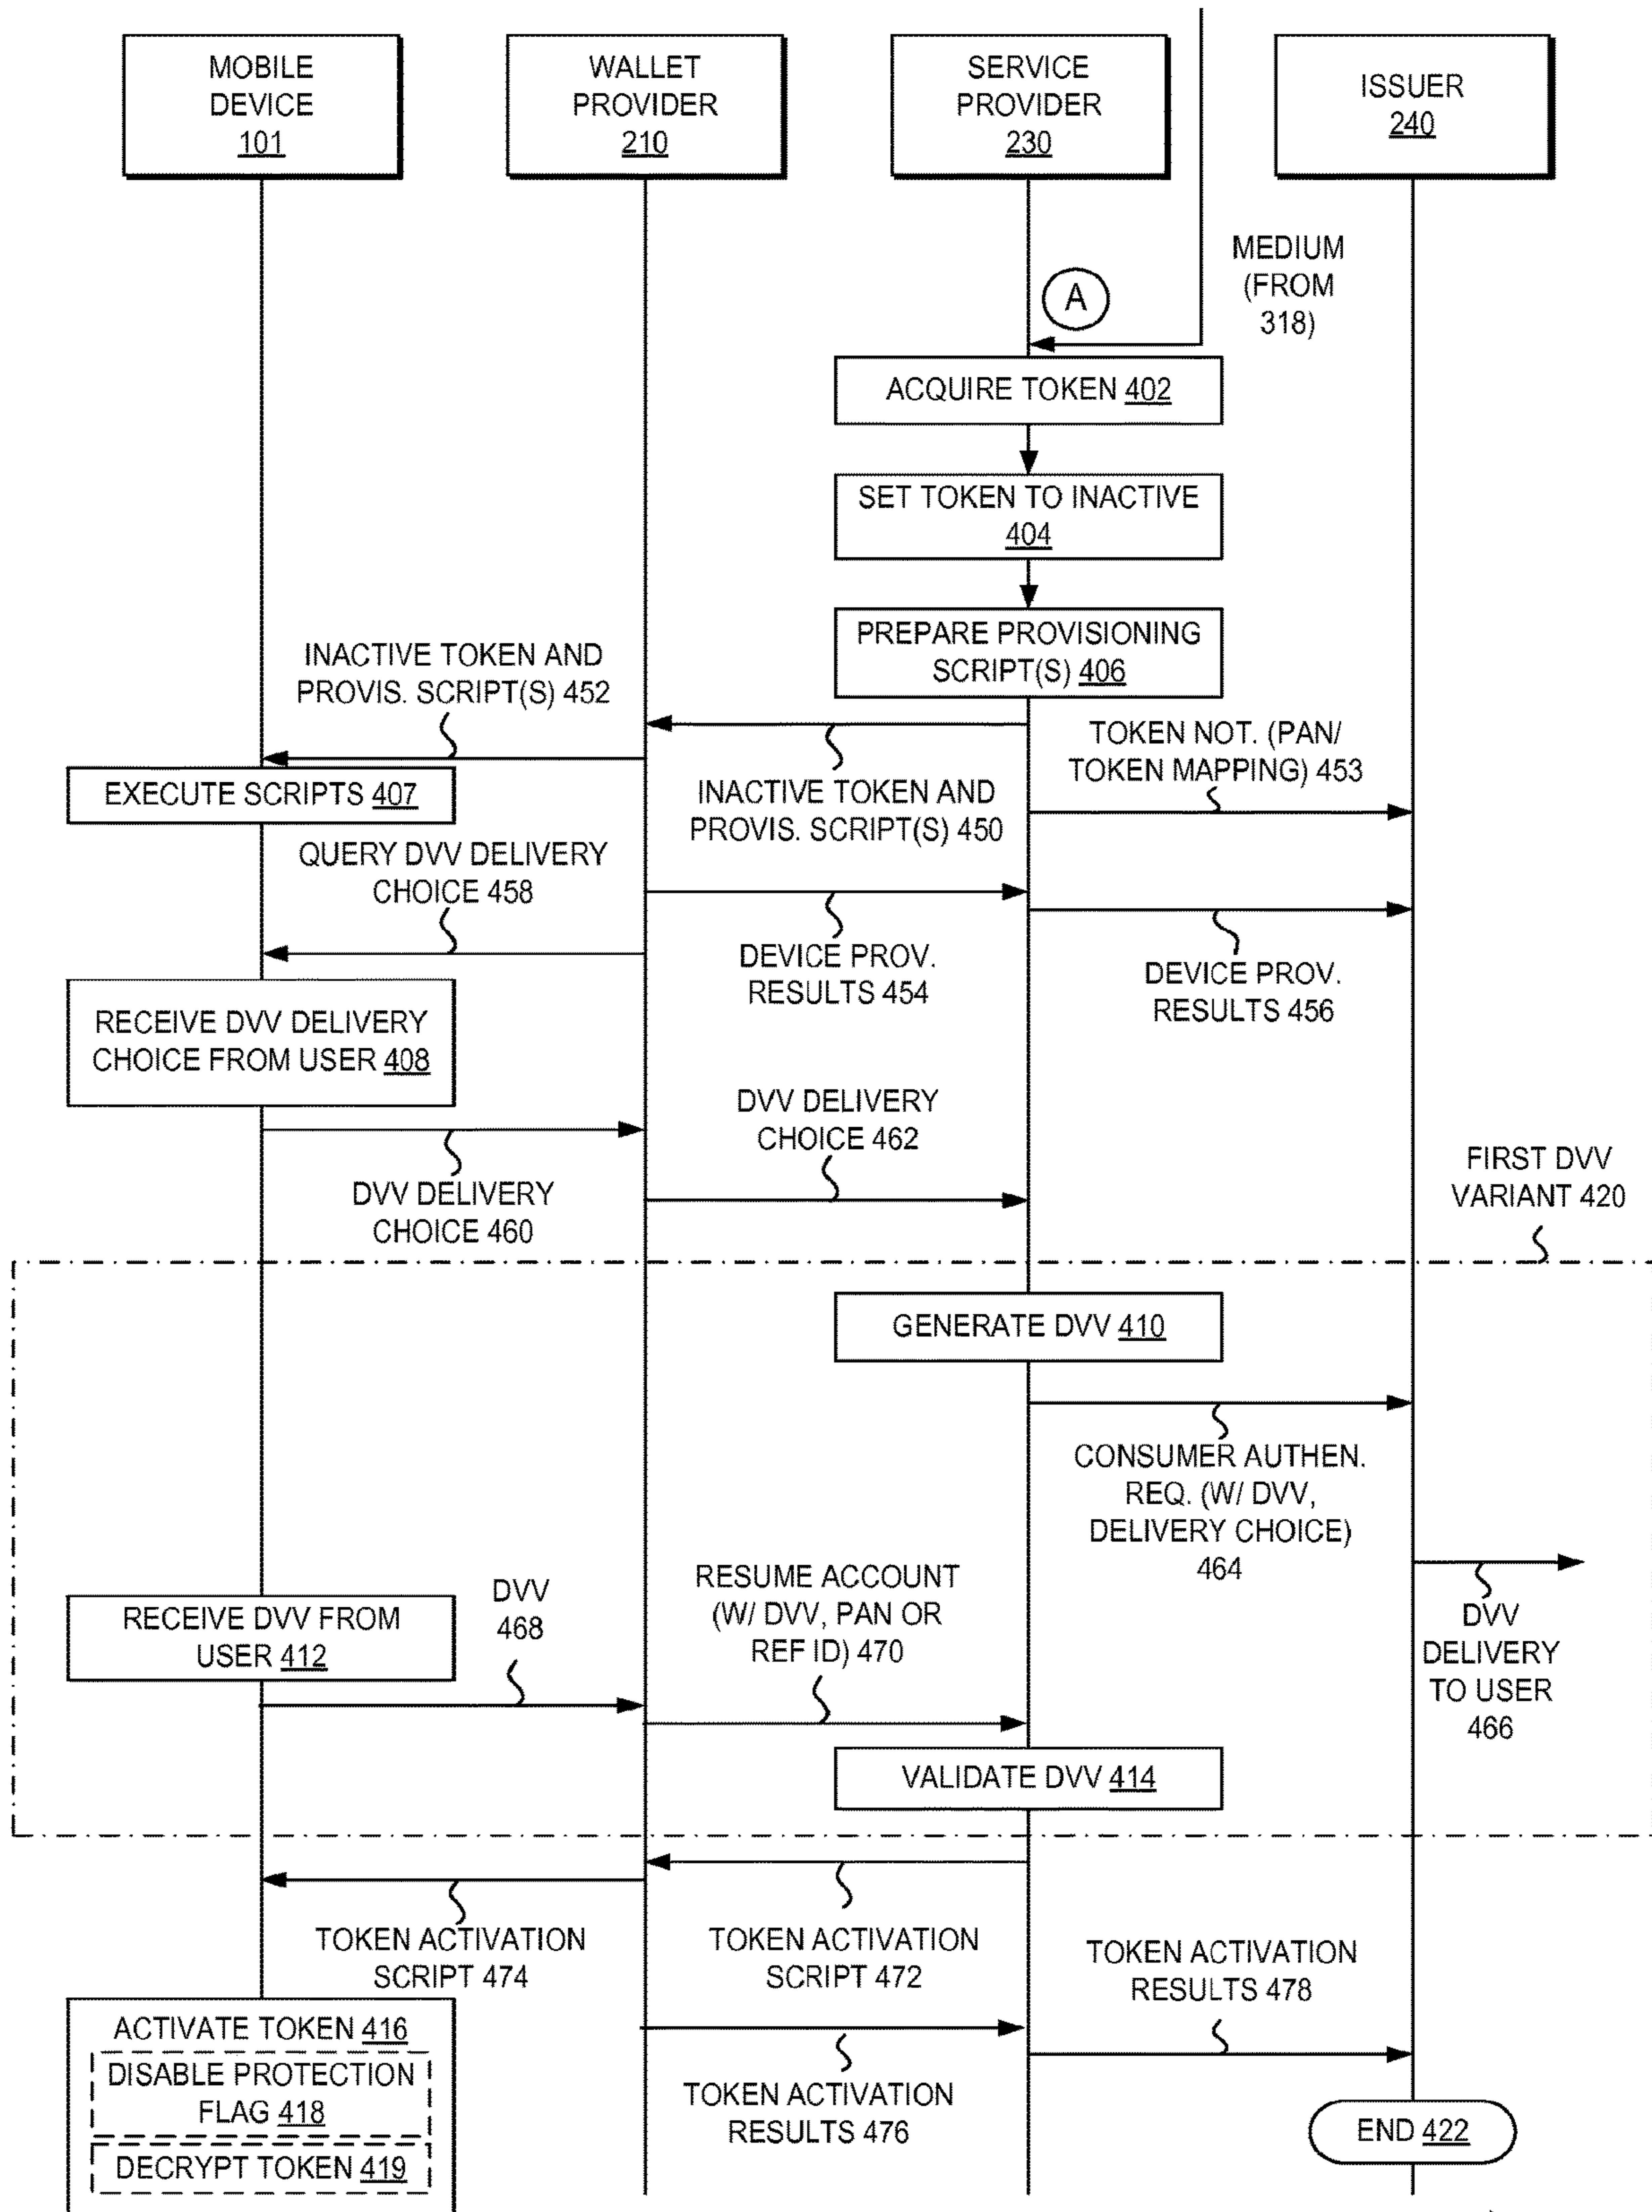 MOBILE
DEVICE
101
WALLET
PROVIDER
210
SERVICE
PROVIDER
230
ISSUER
240
MEDIUM
(FROM
318)
A
ACQUIRE TOKEN 402
SET TOKEN TO INACTIVE
404
PREPARE PROVISIONING
SCRIPT(S) 406
INACTIVE TOKEN AND
PROVIS. SCRIPT(S) 452
TOKEN NOT. (PAN/
TOKEN MAPPING) 453
EXECUTE SCRIPTS 407
INACTIVE TOKEN AND
PROVIS. SCRIPT(S) 450
QUERY DVV DELIVERY
CHOICE 458
DEVICE PROV.
RESULTS 454
DEVICE PROV.
RESULTS 456
RECEIVE DVV DELIVERY
CHOICE FROM USER 408
DVV DELIVERY
CHOICE 462
DVV DELIVERY
CHOICE 460
FIRST DVV
VARIANT 420
GENERATE DVV 410
CONSUMER AUTHEN.
REQ. (W/ DVV,
DELIVERY CHOICE)
464
RECEIVE DVV FROM
USER 412
DVV
468
RESUME ACCOUNT
(W/ DVV, PAN OR
REF ID) 470
DVV
DELIVERY
TO USER
466
VALIDATE DVV 414
TOKEN ACTIVATION
SCRIPT 474
TOKEN ACTIVATION
SCRIPT 472
TOKEN ACTIVATION
RESULTS 478
ACTIVATE TOKEN 416
DISABLE PROTECTION
FLAG 418
DECRYPT TOKEN 419
TOKEN ACTIVATION
RESULTS 476
END 422